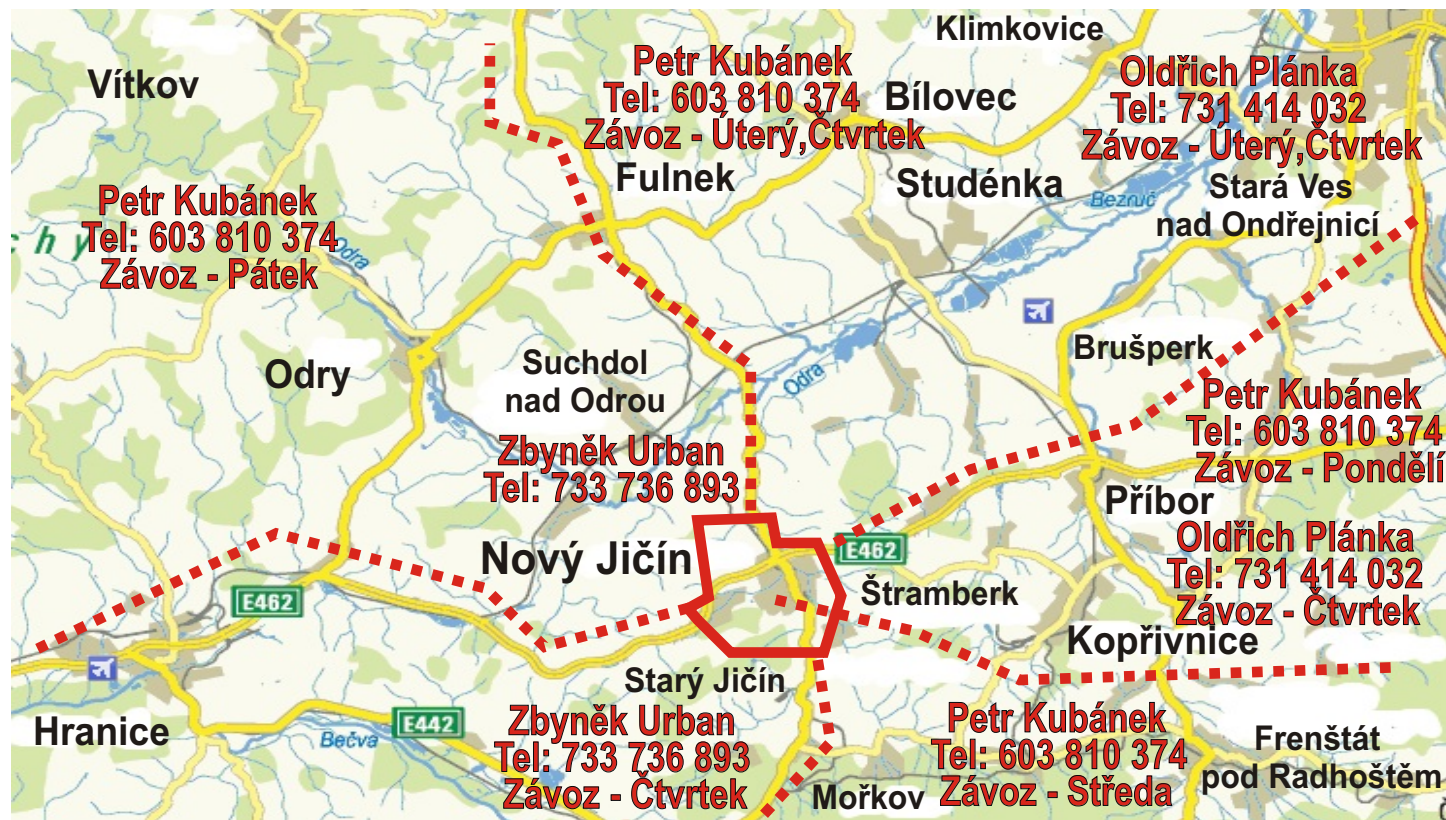 Klimkovice
Vítkov
Petr Kubánek
Tel: 603 810 374
Závoz - Úterý,Čtvrtek
Bílovec
Oldřich Plánka
Tel: 731 414 032
Závoz - Úterý,Čtvrtek
Fulnek
Studénka
Bezruč
Stará Ves
nad Ondřejnicí
Petr Kubánek
Tel: 603 810 374
Závoz - Pátek
c h y
Odra
Odry
Suchdol
nad Odrou
Odra
Brušperk
Zbyněk Urban
Tel: 733 736 893
Petr Kubánek
Tel: 603 810 374
Závoz - Pondělí
Příbor
Nový Jičín
E462
Oldřich Plánka
Tel: 731 414 032
Závoz - Čtvrtek
E462
Štramberk
Kopřivnice
Starý Jičín
Hranice
E442
Bečva
Zbyněk Urban
Tel: 733 736 893
Závoz - Čtvrtek
Mořkov
Petr Kubánek
Tel: 603 810 374
Závoz - Středa
Frenštát
pod Radhoštěm